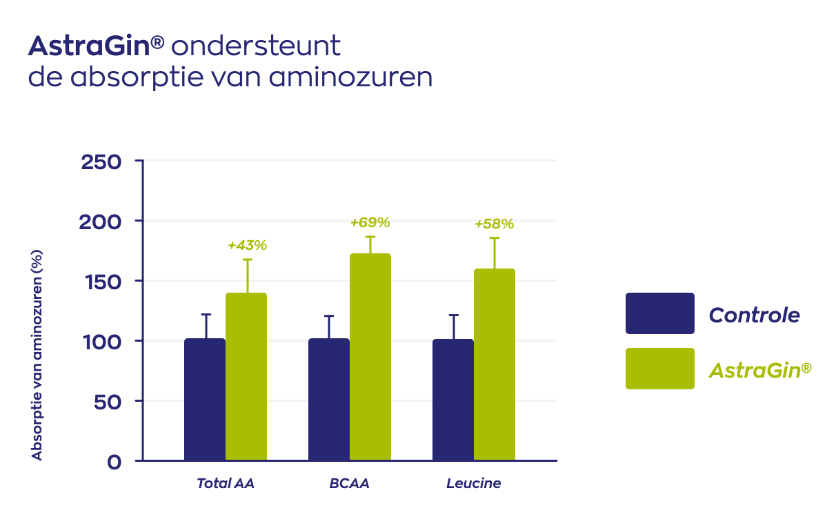 AstraGin® ondersteunt
de absorptie van aminozuren
Absorptie van aminozuren (%)
250
200
150
100
50
0
+43%
+69%
+58%
Total AA
BCAA
Leucine
Controle
AstraGin®